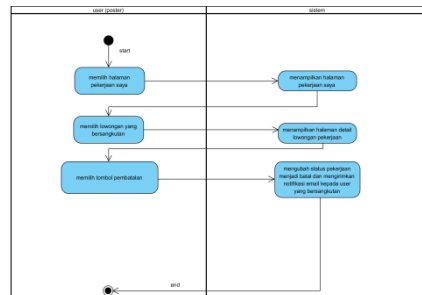 user (poster)
sistem
start
memilih halaman
pekerjaan saya
menampilkan halaman
pekerjaan saya
memilih lowongan yang
bersangkutan
menampilkan halaman detail
lowongan pekerjaan
memilih tombol pembatalan
mengubah status pekerjaan
menjadi batal dan mengirimkan
notifikasi email kepada user
yang bersangkutan
end